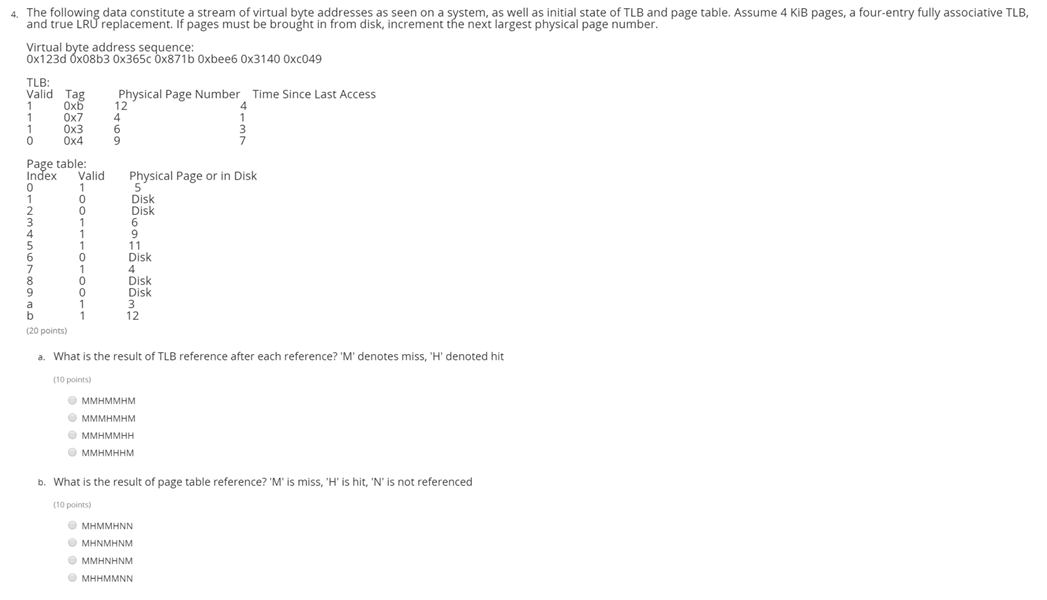 4. The following data constitute a stream of virtual byte addresses as seen on a system, as well as initial state of TLB and page table. Assume 4 KiB pages, a four-entry fully associative TLB,
and true LRU replacement. If pages must be brought in from disk, increment the next largest physical page number.
Virtual byte address sequence:
0x123d 0x08b3 0x365c 0x871b 0xbee6 0x3140 0xc049
TLB:
Valid Tag Physical Page Number Time Since Last Access
1 0xb 12 4
1 0x7 4 1
1 0x3 6 3
0 0x4 9 7
Page table:
Index Valid Physical Page or in Disk
0 1 5
1 0 Disk
2 0 Disk
3 1 6
4 1 9
5 1 11
6 0 Disk
7 1 4
8 0 Disk
9 0 Disk
a 1 3
b 1 12
(20 points)
a. What is the result of TLB reference after each reference? 'M' denotes miss, 'H' denoted hit
(10 points)
MMHMMHM
MMMHMHM
MMHMMHH
MMHMHHM
b. What is the result of page table reference? 'M' is miss, 'H' is hit, 'N' is not referenced
(10 points)
MHMMHNN
MHNMHNM
MMHNHNM
MHHMMNN